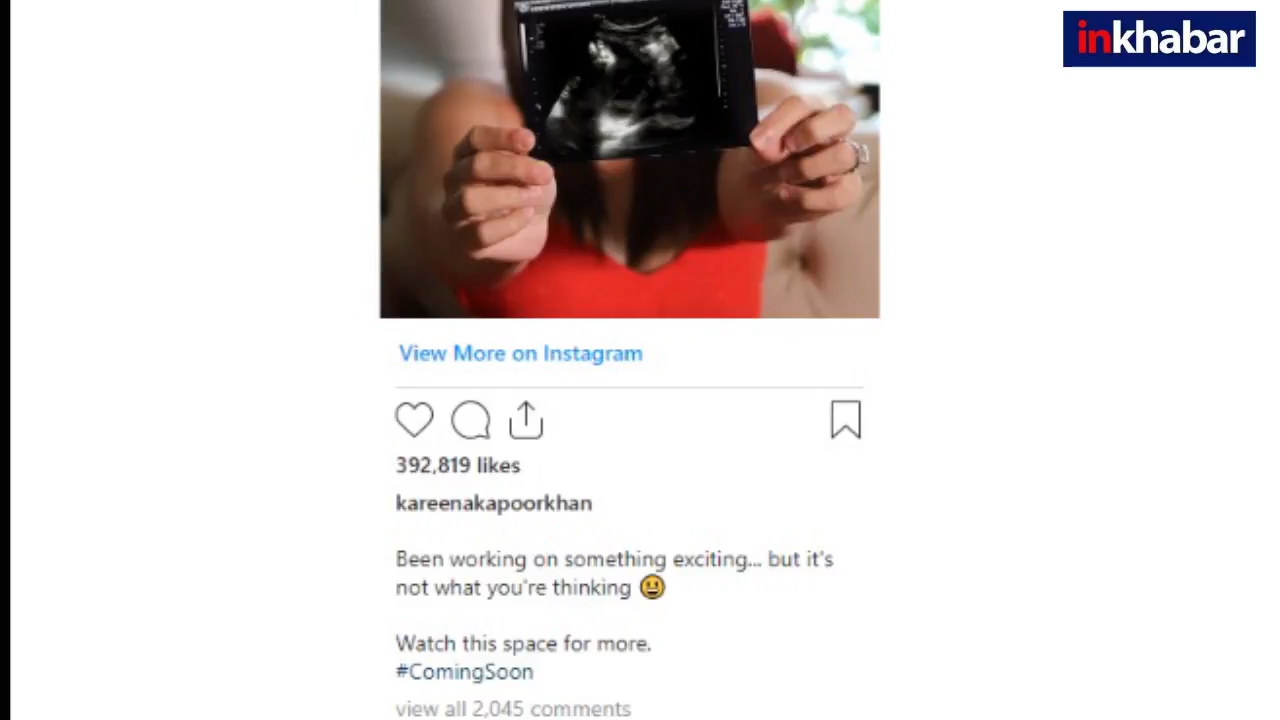 inkhabar
View More on Instagram
392,819 likes
kareenakapoorkhan
Been working on something exciting... but it's
not what you're thinking 😀
Watch this space for more.
#ComingSoon
view all 2,045 comments